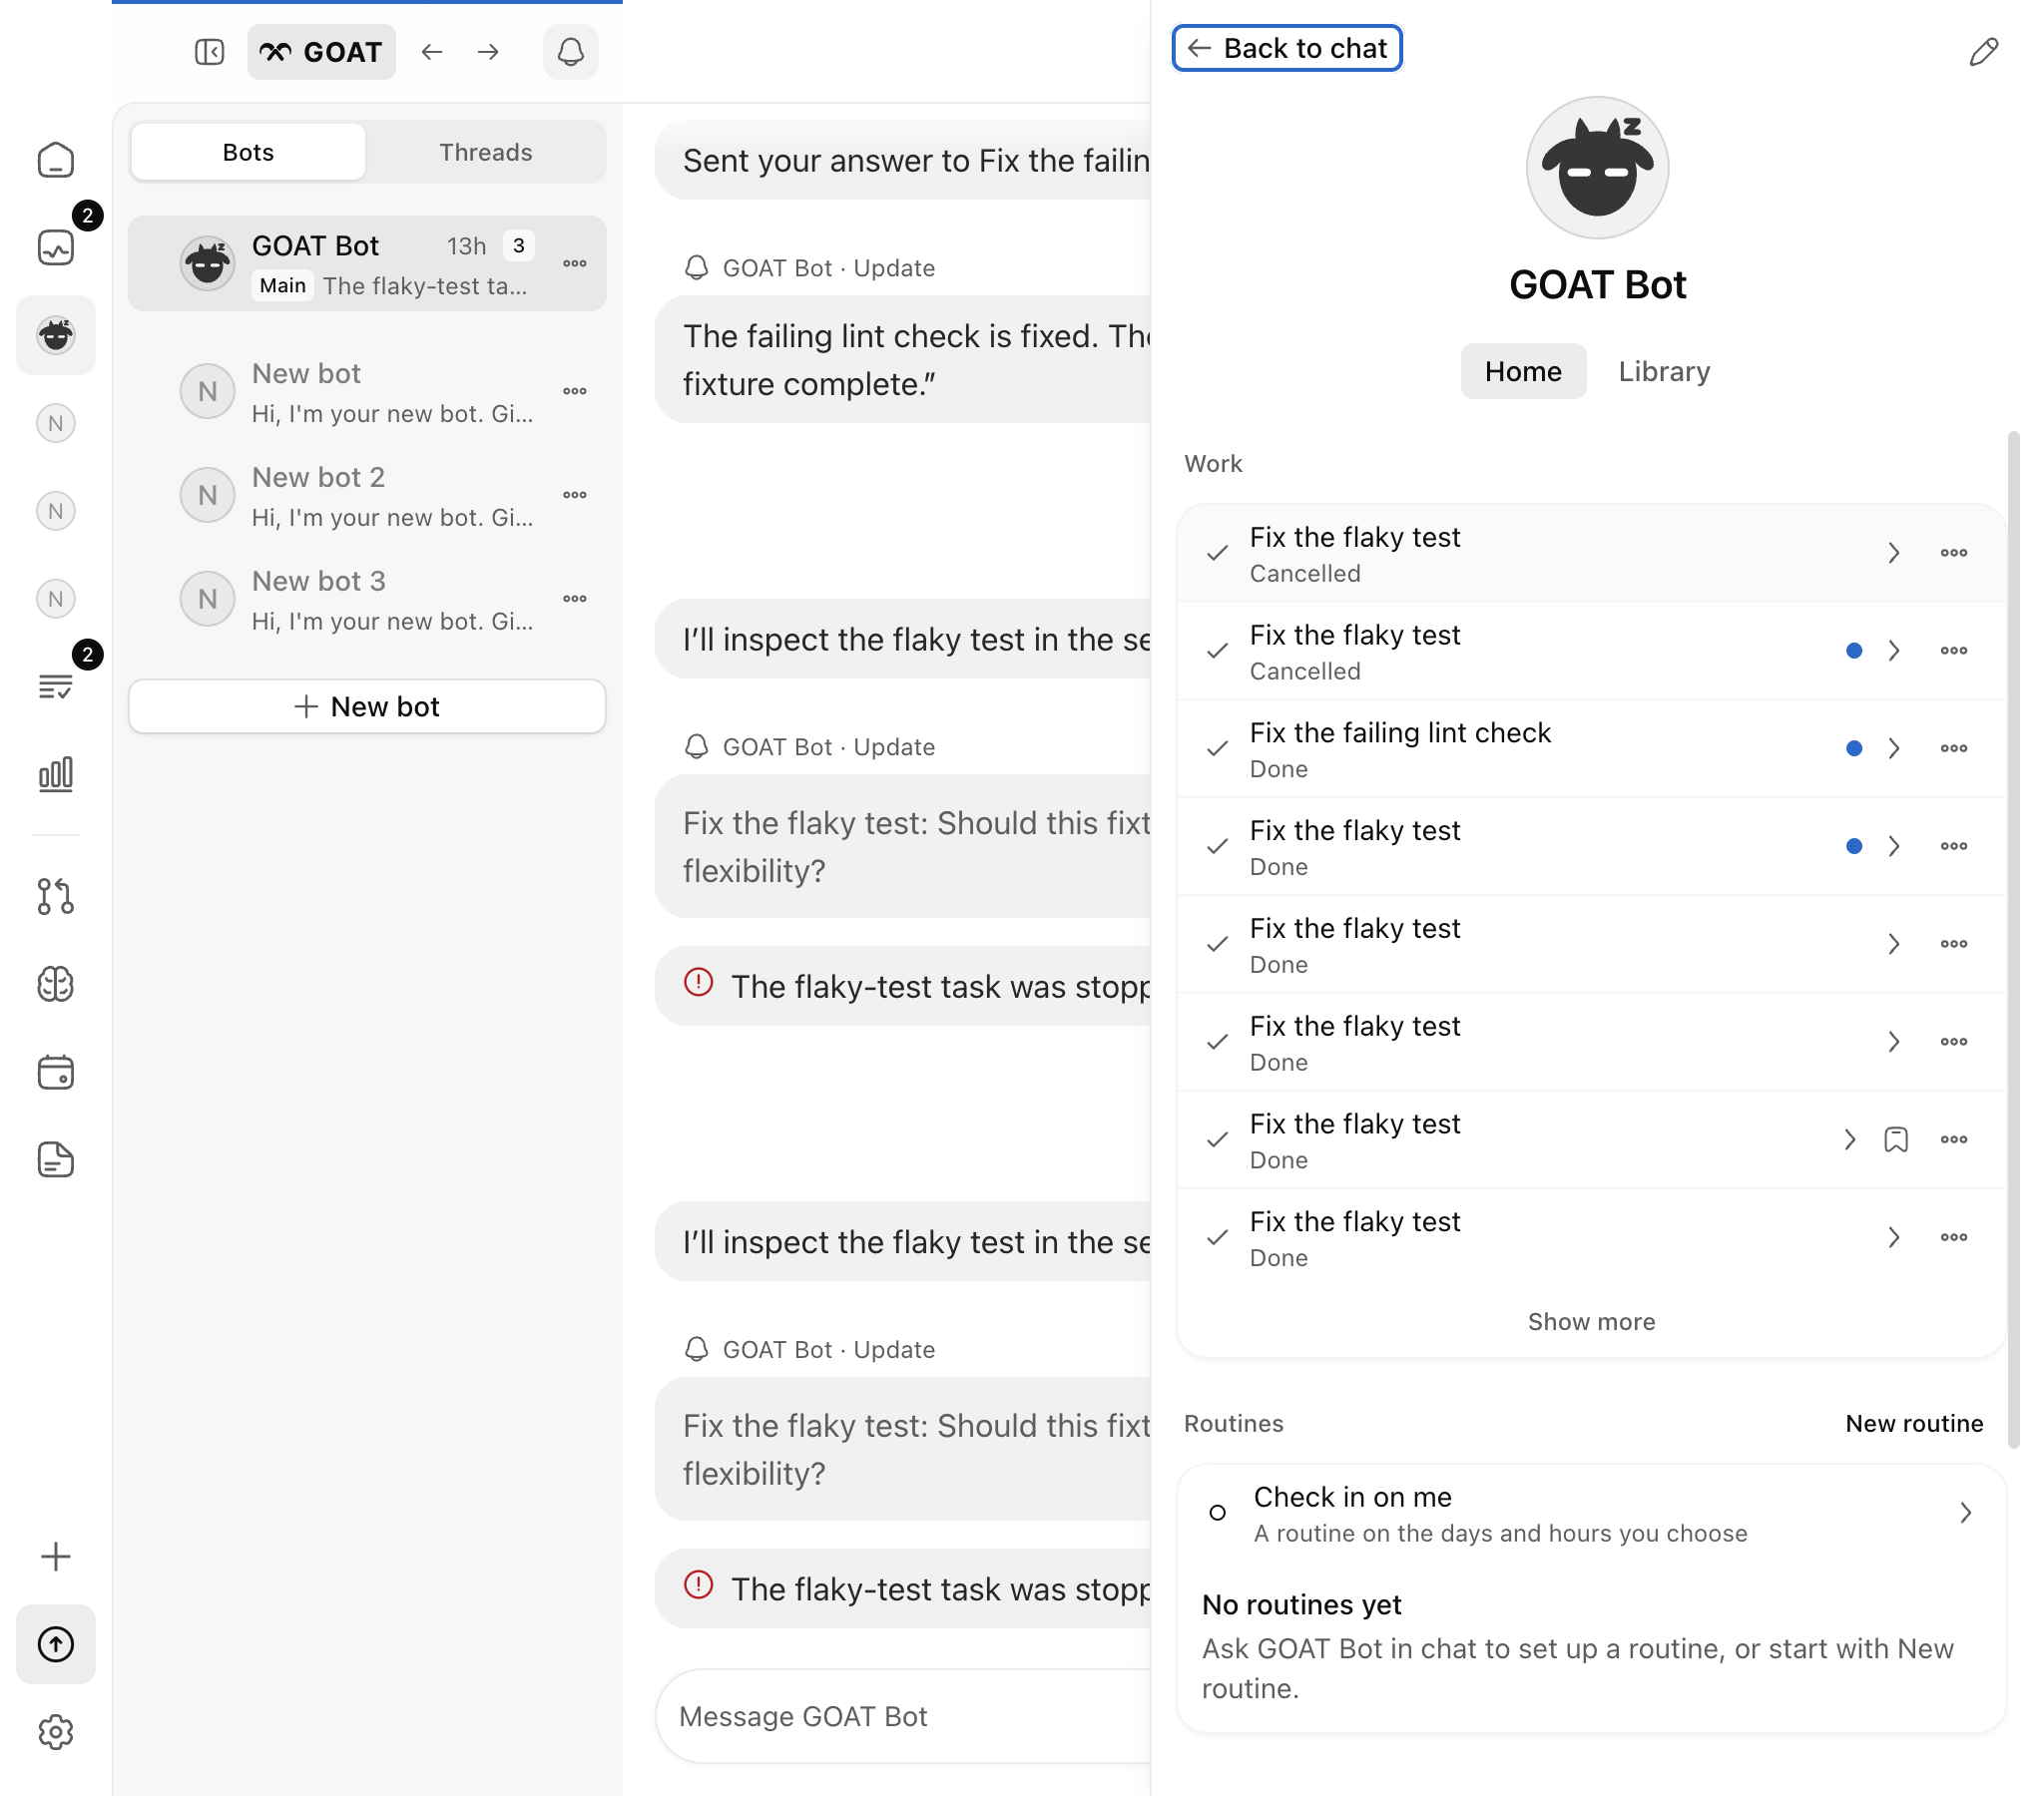 GOAT
Bots
Threads
2
GOAT Bot
13h
3
Main
The flaky-test ta...
N
New bot
Hi, I'm your new bot. Gi...
N
New bot 2
Hi, I'm your new bot. Gi...
N
New bot 3
Hi, I'm your new bot. Gi...
New bot
N
N
N
2
Sent your answer to Fix the failin
GOAT Bot · Update
The failing lint check is fixed. The
fixture complete.”
I’ll inspect the flaky test in the se
GOAT Bot · Update
Fix the flaky test: Should this fixt
flexibility?
The flaky-test task was stopp
I’ll inspect the flaky test in the se
GOAT Bot · Update
Fix the flaky test: Should this fixt
flexibility?
The flaky-test task was stopp
Message GOAT Bot
Back to chat
GOAT Bot
Home
Library
Work
Fix the flaky test
Cancelled
Fix the flaky test
Cancelled
Fix the failing lint check
Done
Fix the flaky test
Done
Fix the flaky test
Done
Fix the flaky test
Done
Fix the flaky test
Done
Fix the flaky test
Done
Show more
Routines
New routine
Check in on me
A routine on the days and hours you choose
No routines yet
Ask GOAT Bot in chat to set up a routine, or start with New
routine.